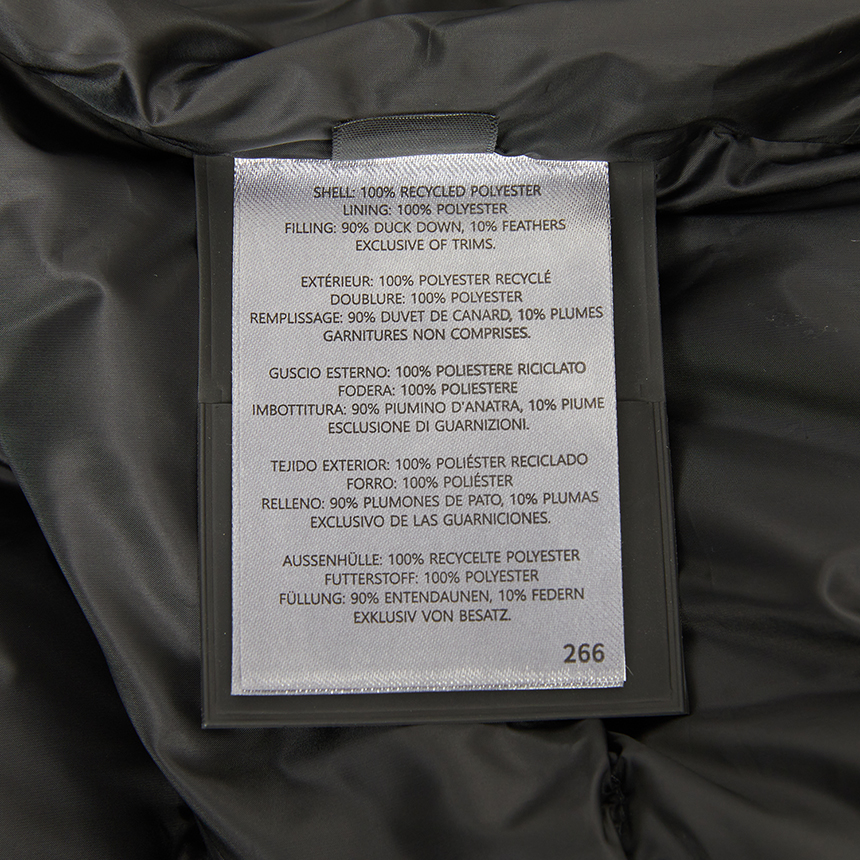 SHELL: 100% RECYCLED POLYESTER
LINING: 100% POLYESTER
FILLING: 90% DUCK DOWN, 10% FEATHERS
EXCLUSIVE OF TRIMS.
EXTÉRIEUR: 100% POLYESTER RECYCLÉ
DOUBLURE: 100% POLYESTER
REMPLISSAGE: 90% DUVET DE CANARD, 10% PLUMES
GARNITURES NON COMPRISES.
GUSCIO ESTERNO: 100% POLIESTERE RICICLATO
FODERA: 100% POLIESTERE
IMBOTTITURA: 90% PIUMINO D'ANATRA, 10% PIUME
ESCLUSIONE DI GUARNIZIONI.
TEJIDO EXTERIOR: 100% POLIÉSTER RECICLADO
FORRO: 100% POLIÉSTER
RELLENO: 90% PLUMONES DE PATO, 10% PLUMAS
EXCLUSIVO DE LAS GUARNICIONES.
AUSSENHÜLLE: 100% RECYCELTE POLYESTER
FUTTERSTOFF: 100% POLYESTER
FÜLLUNG: 90% ENTENDAUNEN, 10% FEDERN
EXKLUSIV VON BESATZ.
266